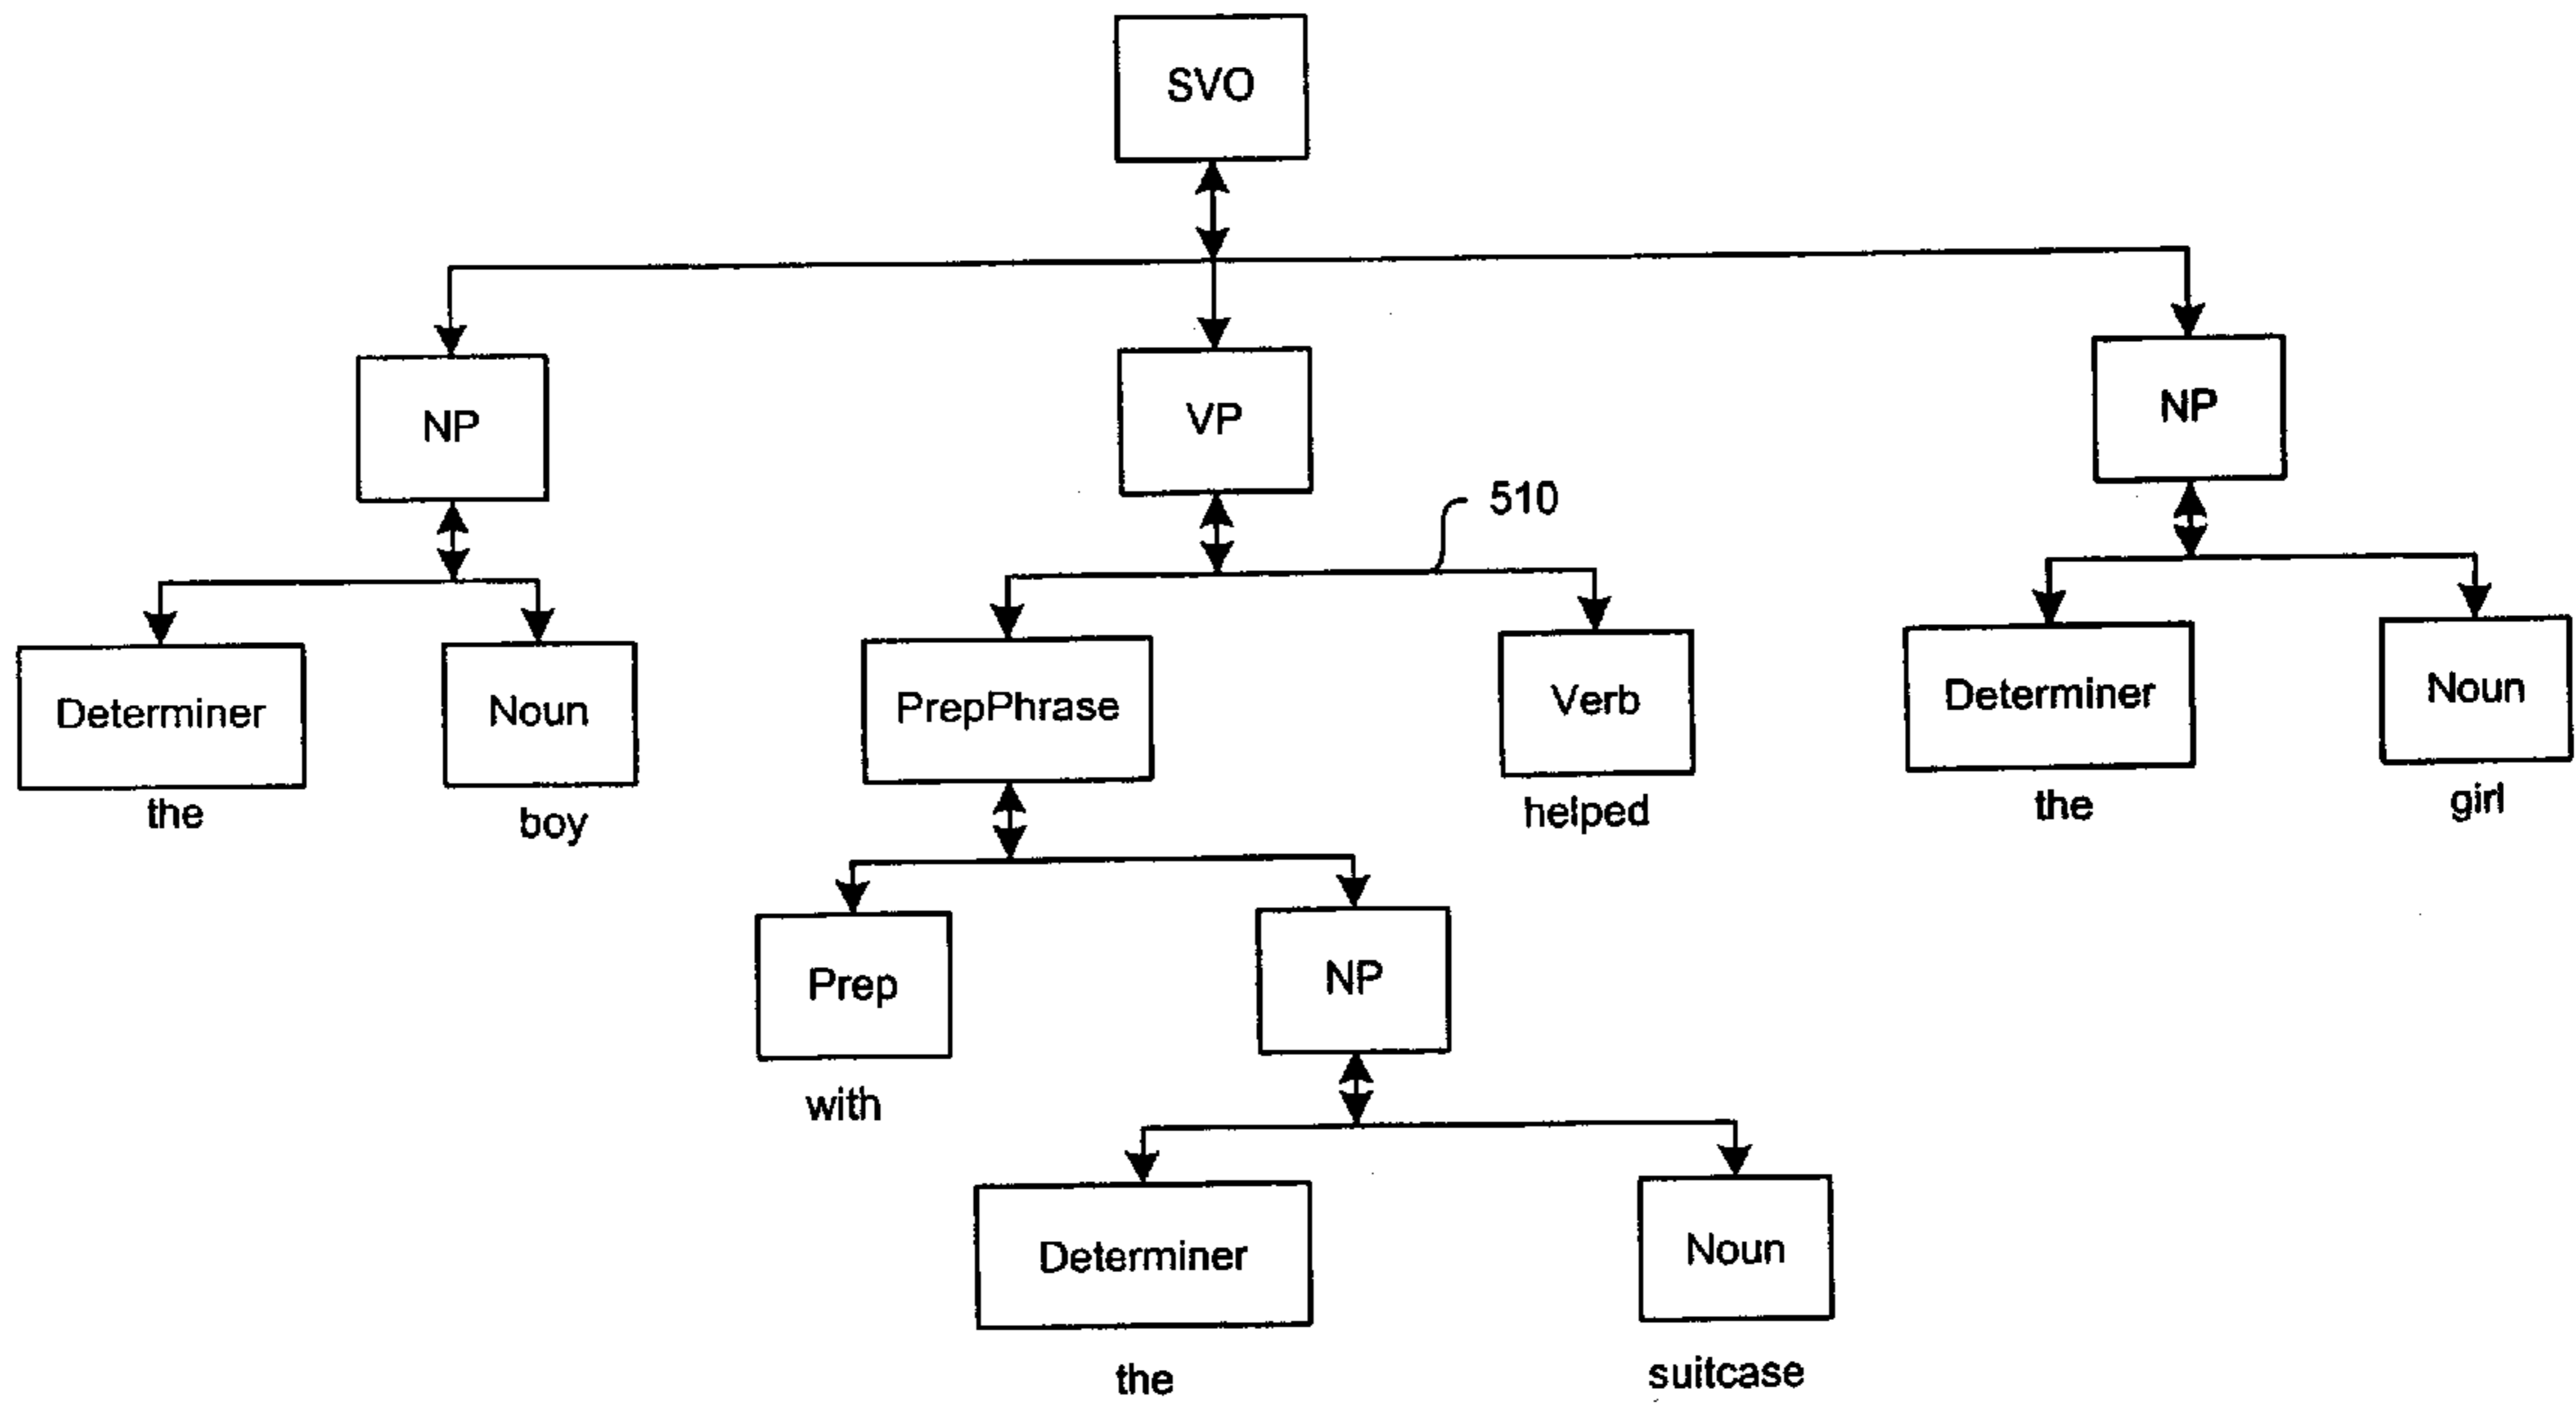 SVO
NP
VP
NP
510
Determiner
Noun
PrepPhrase
Verb
Determiner
Noun
the
boy
helped
the
girl
Prep
NP
with
Determiner
Noun
the
suitcase